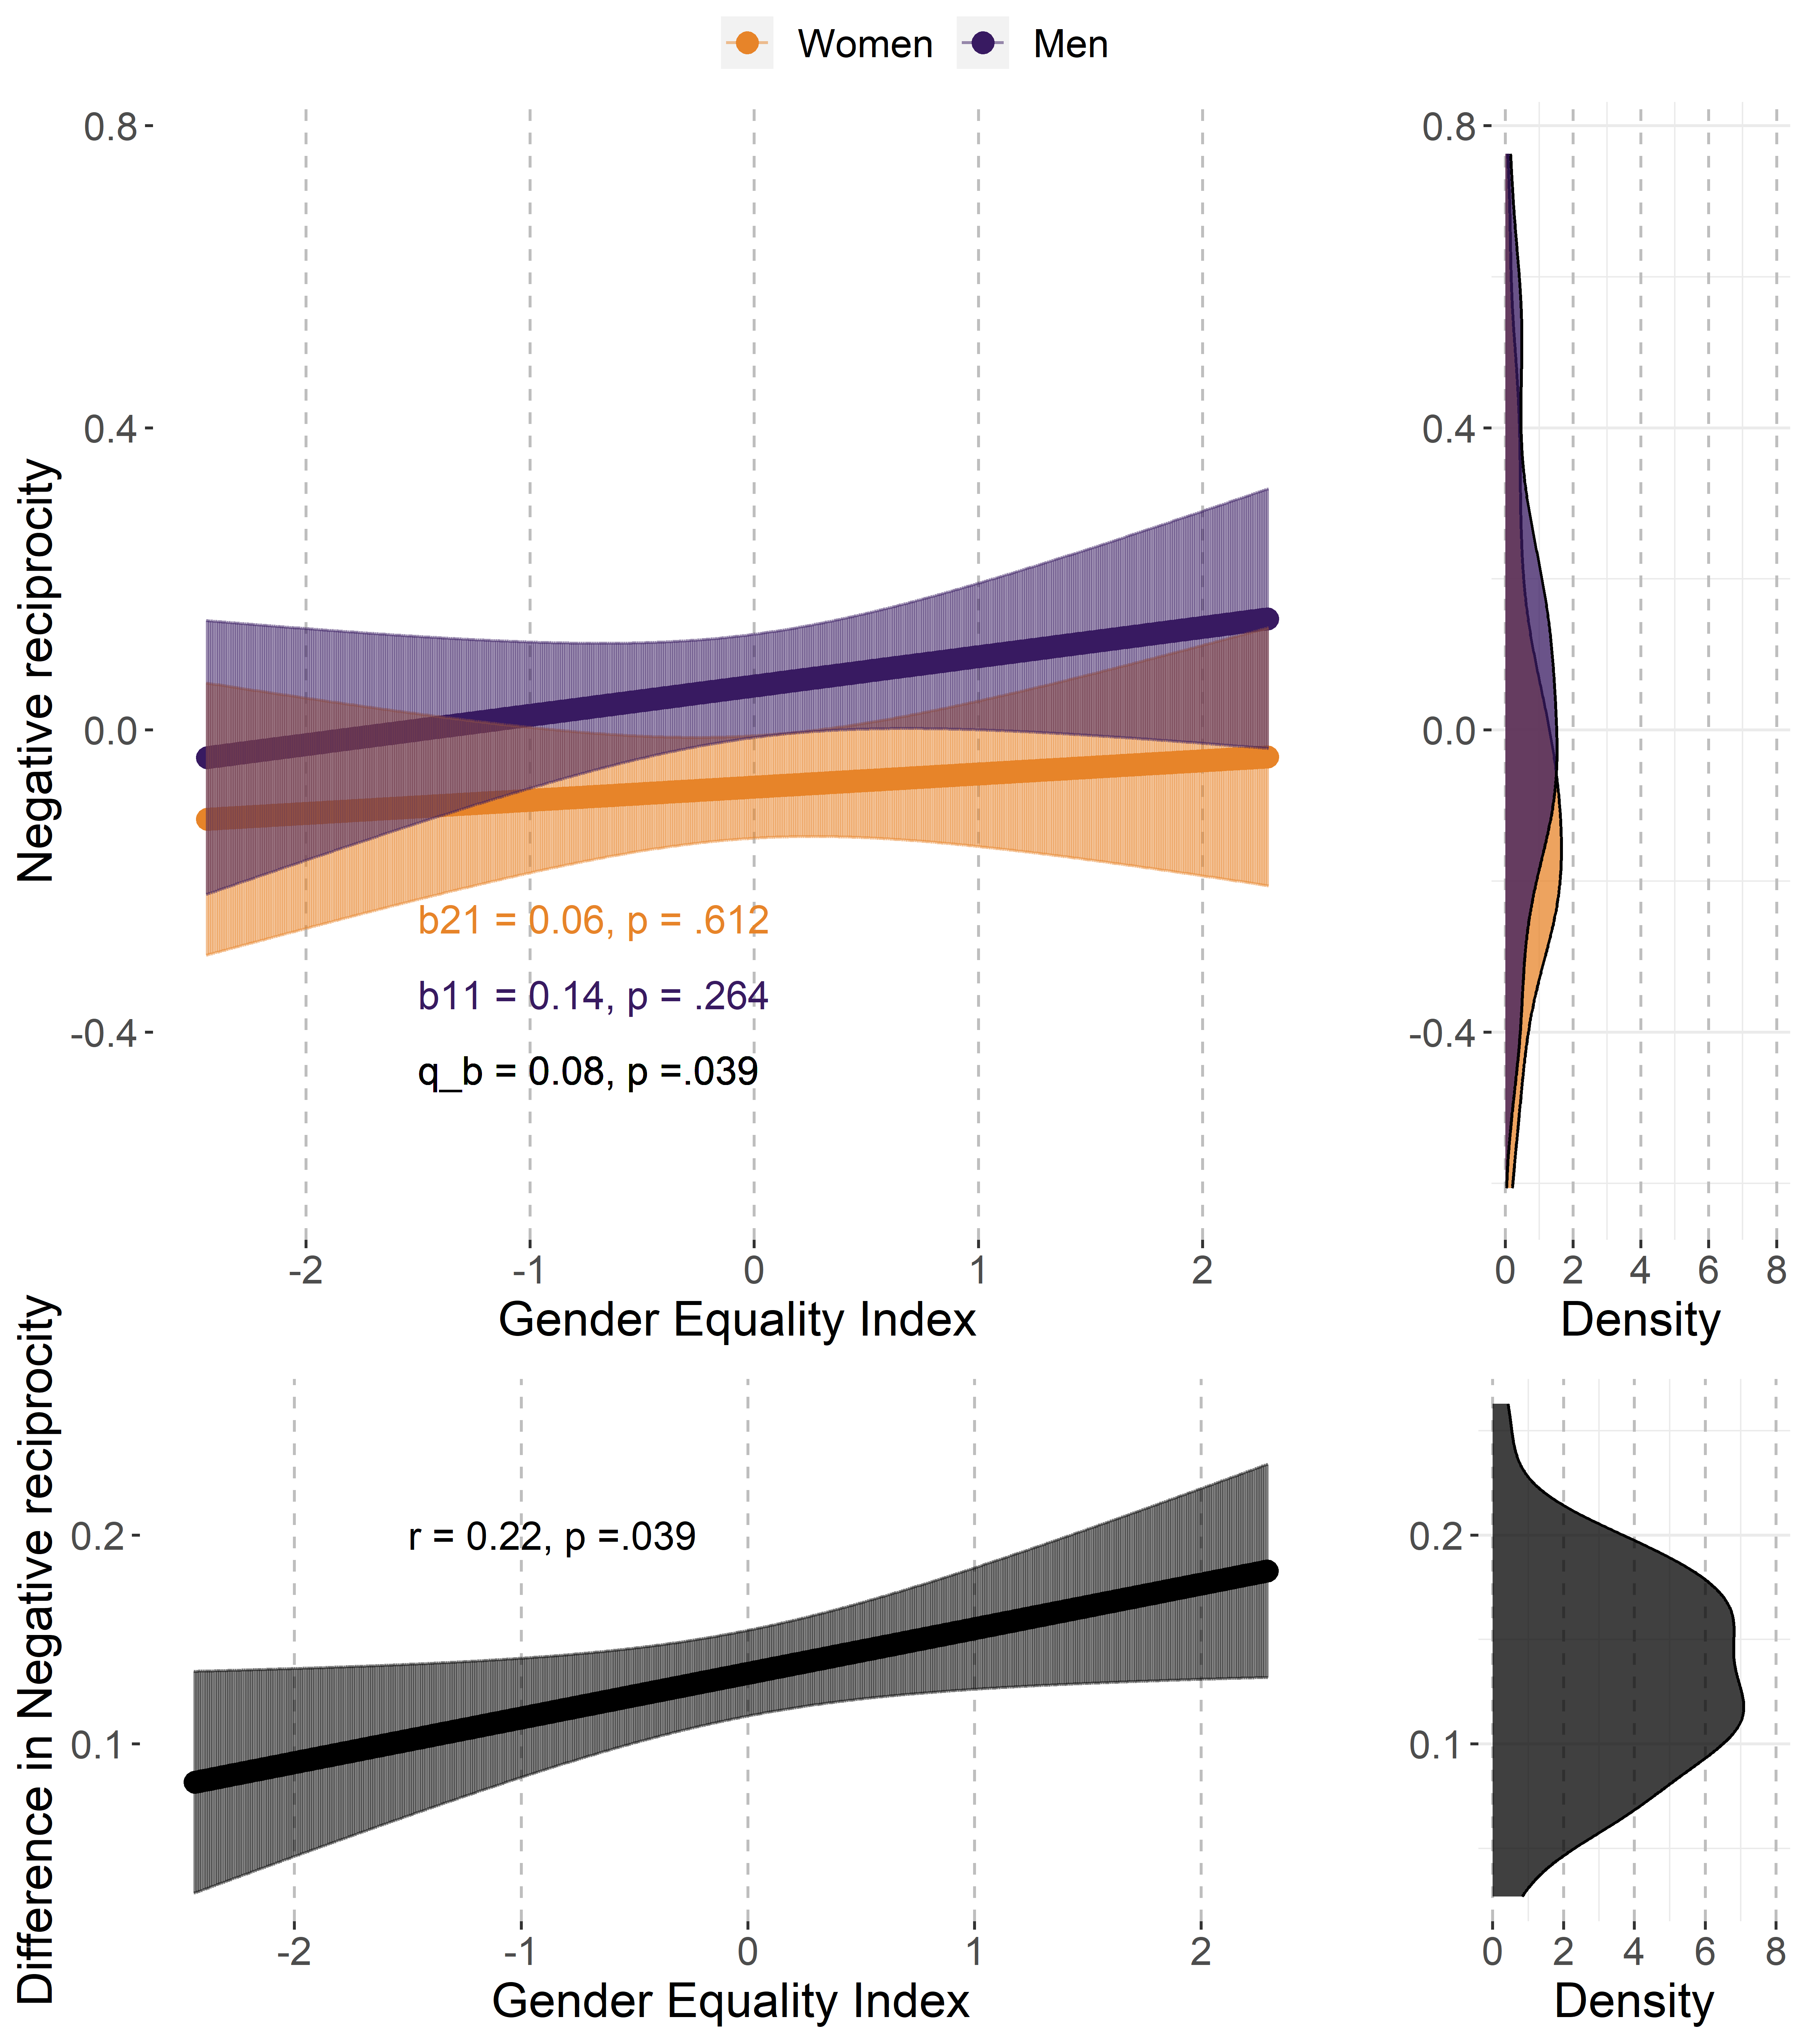 Women Men
0.8
0.4
0.0
-0.4
Negative reciprocity
b21 = 0.06, p = .612
b11 = 0.14, p = .264
q_b = 0.08, p =.039
-2 -1 0 1 2
Gender Equality Index
0.8
0.4
0.0
-0.4
0 2 4 6 8
Density
Difference in Negative reciprocity
0.2
0.1
r = 0.22, p =.039
-2 -1 0 1 2
Gender Equality Index
0.2
0.1
0 2 4 6 8
Density